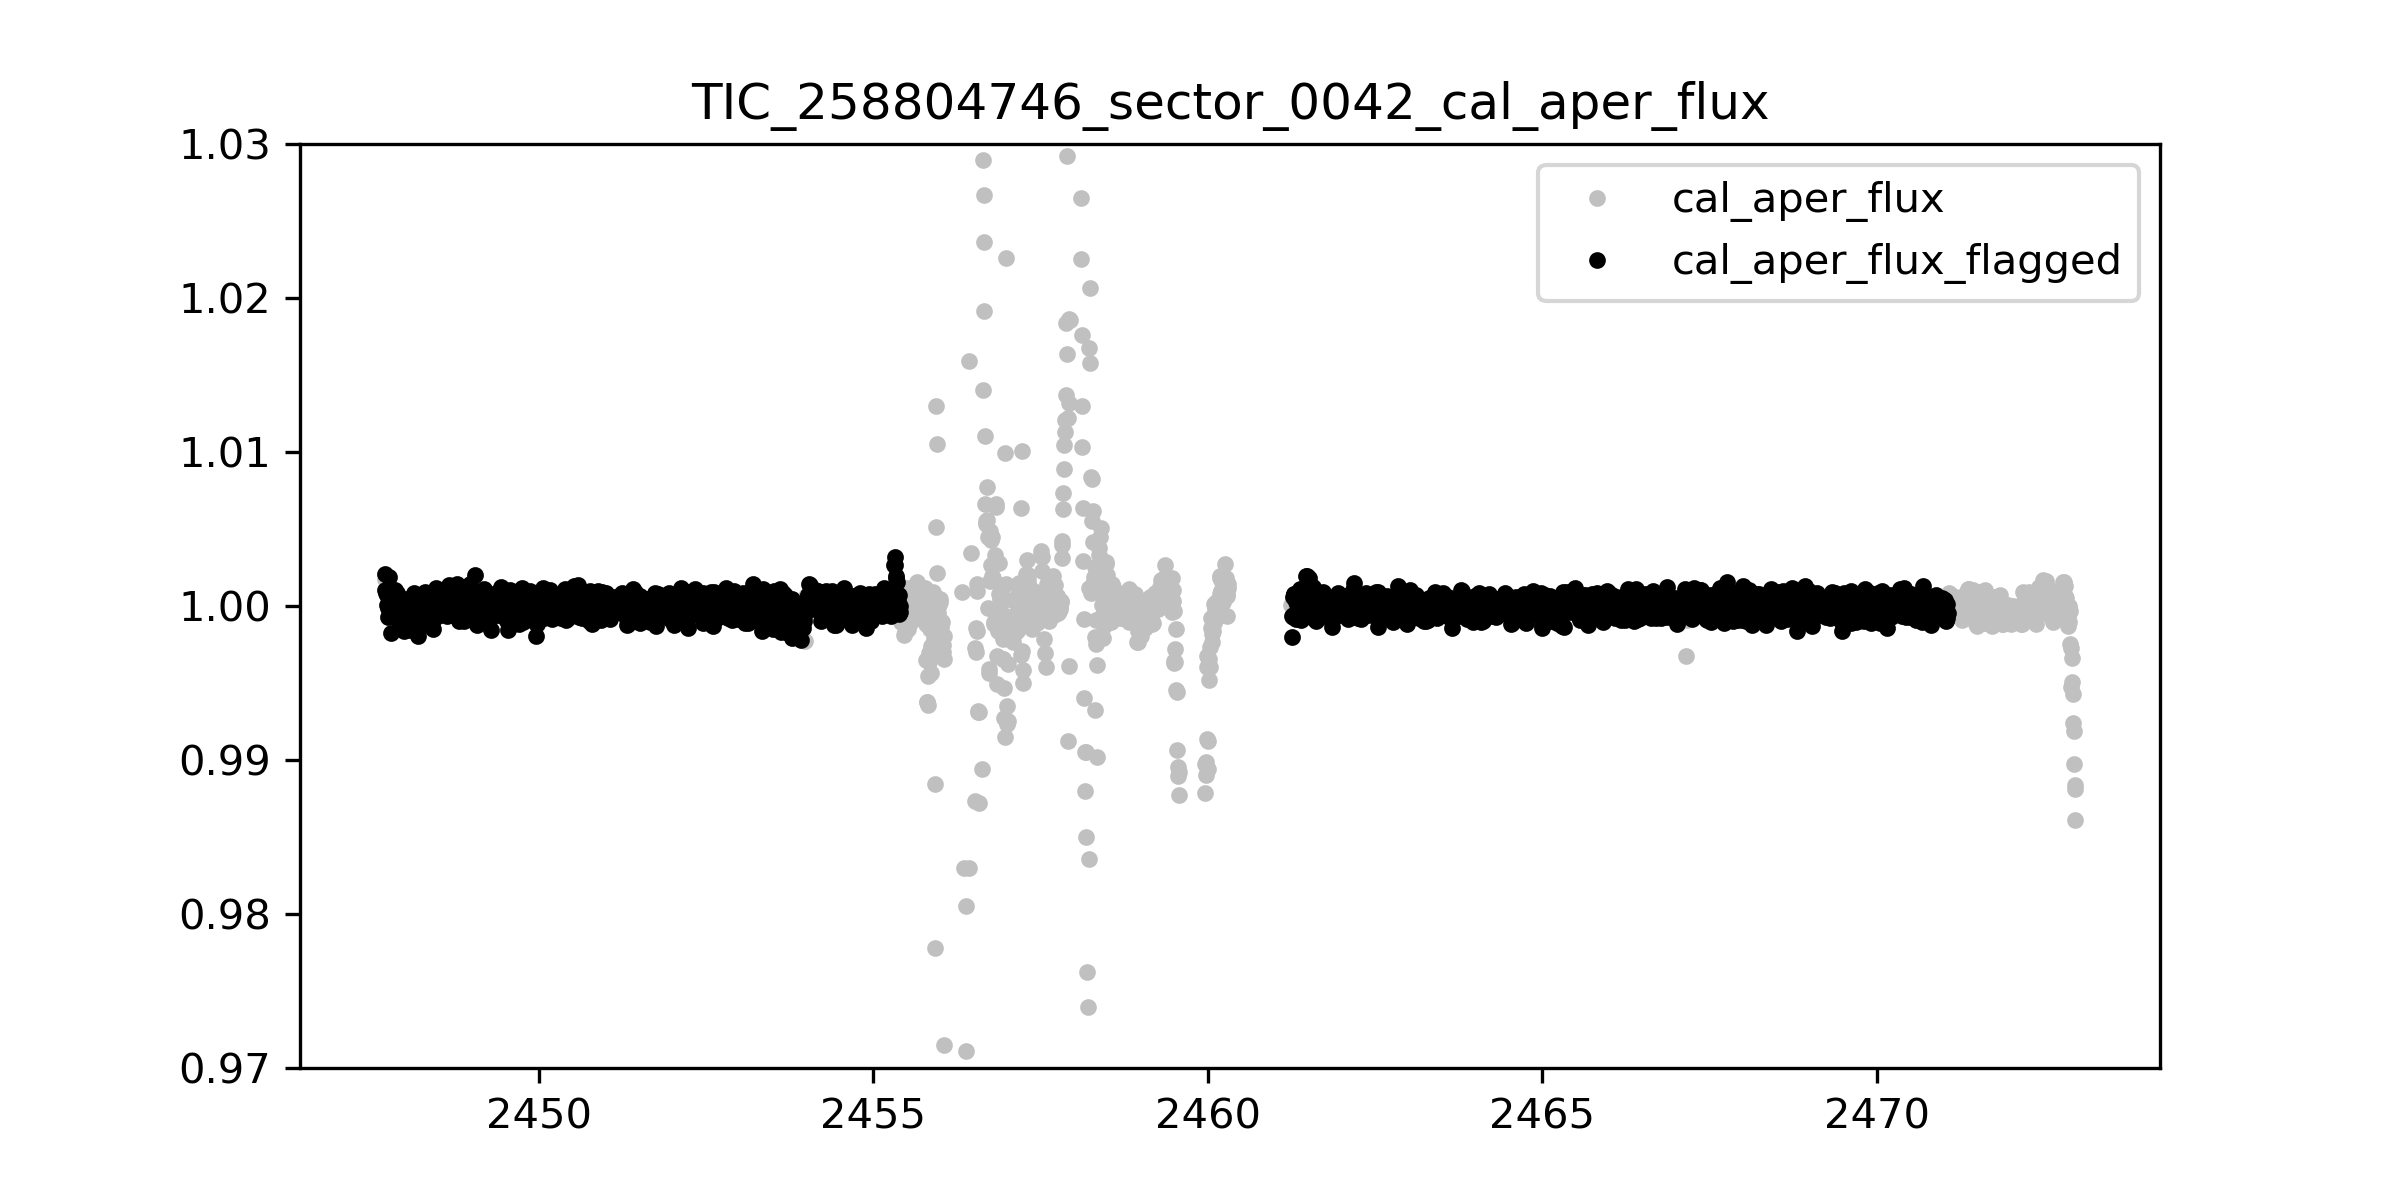 TIC_258804746_sector_0042_cal_aper_flux
1.03
1.02
1.01
1.00
0.99
0.98
0.97
cal_aper_flux
cal_aper_flux_flagged
2450 2455 2460 2465 2470